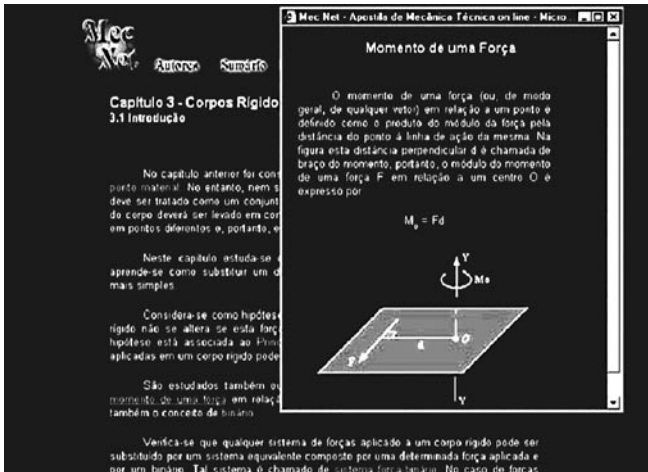 Mec
Net
Autores
Sumário
Capítulo 3 - Corpos Rígido
3.1 Introdução
No capítulo anterior foi cons
ponto material. No entanto, nem s
deve ser tratado como um conjunt
do corpo deverá ser levado em con
em pontos diferentes e, portanto, e
Neste capítulo estuda-se
aprende-se como substituir um d
mais simples.
Considera-se como hipótese
rígido não se altera se esta forç
hipótese está associada ao Princ
aplicadas em um corpo rígido pode
São estudados também ou
momento de uma força em relaç
também o conceito de binário.
Verifica-se que qualquer sistema de forças aplicado a um corpo rígido pode ser
substituído por um sistema equivalente composto por uma determinada força aplicada e
por um binário. Tal sistema é chamado de sistema força binário. No caso de forças
Mec Net - Apostila de Mecânica Técnica on line - Micro...
Momento de uma Força
O momento de uma força (ou, de modo
geral, de qualquer vetor) em relação a um ponto é
definido como o produto do módulo da força pela
distância do ponto à linha de ação da mesma. Na
figura esta distância perpendicular d é chamada de
braço do momento, portanto, o módulo do momento
de uma força F em relação a um centro O é
expresso por
M₀ = Fd
Y
Mo
F
d
O
Y